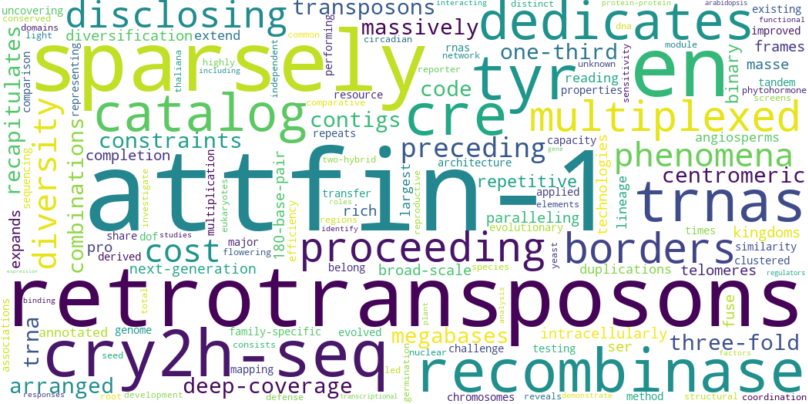 uncovering
conserved
domains
light
disclosing
transposons
performing
interacting
protein-protein
arabidopsis
dedicates
distinct
dna
existing
functional
massively
diversification
extend
common
circadian
rnas
network
one-third
unknown
module
improved
frames
masse
recapitulates
comparison
representing
thaliana
highly
including
sparsely
independent
resource
comparative
reporter
tyr
reading
properties
sensitivity
en
binary
tandem
phytohormone
screens
catalog
contigs
repeats
code
cre
multiplexed
diversity
sequencing
combinations
constraints
completion
two-hybrid
preceding
architecture
capacity
gene
technologies
angiosperms
phenomena
centromeric
investigate
multiplication
eukaryotes
180-base-pair
attfin-1
transfer
roles
regions
identify
largest
reproductive
repetitive
applied
elements
lineage
trnas
expands
share
dof
studies
pro
derived
major
flowering
rich
efficiency
paralleling
evolutionary
times
kingdoms
cost
proceeding
yeast
borders
similarity
clustered
next-generation
belong
broad-scale
species
duplications
telomeres
expression
regulators
retrotransposons
associations
binding
total
plant
analysis
fuse
trna
annotated
genome
family-specific
evolved
consists
megabases
intracellularly
three-fold
seed
mapping
cry2h-seq
germination
nuclear
challenge
testing
ser
method
factors
recombinase
arranged
deep-coverage
led
reveals
demonstrate
structural
coordination
responses
root
development
defense
transcriptional
chromosomes